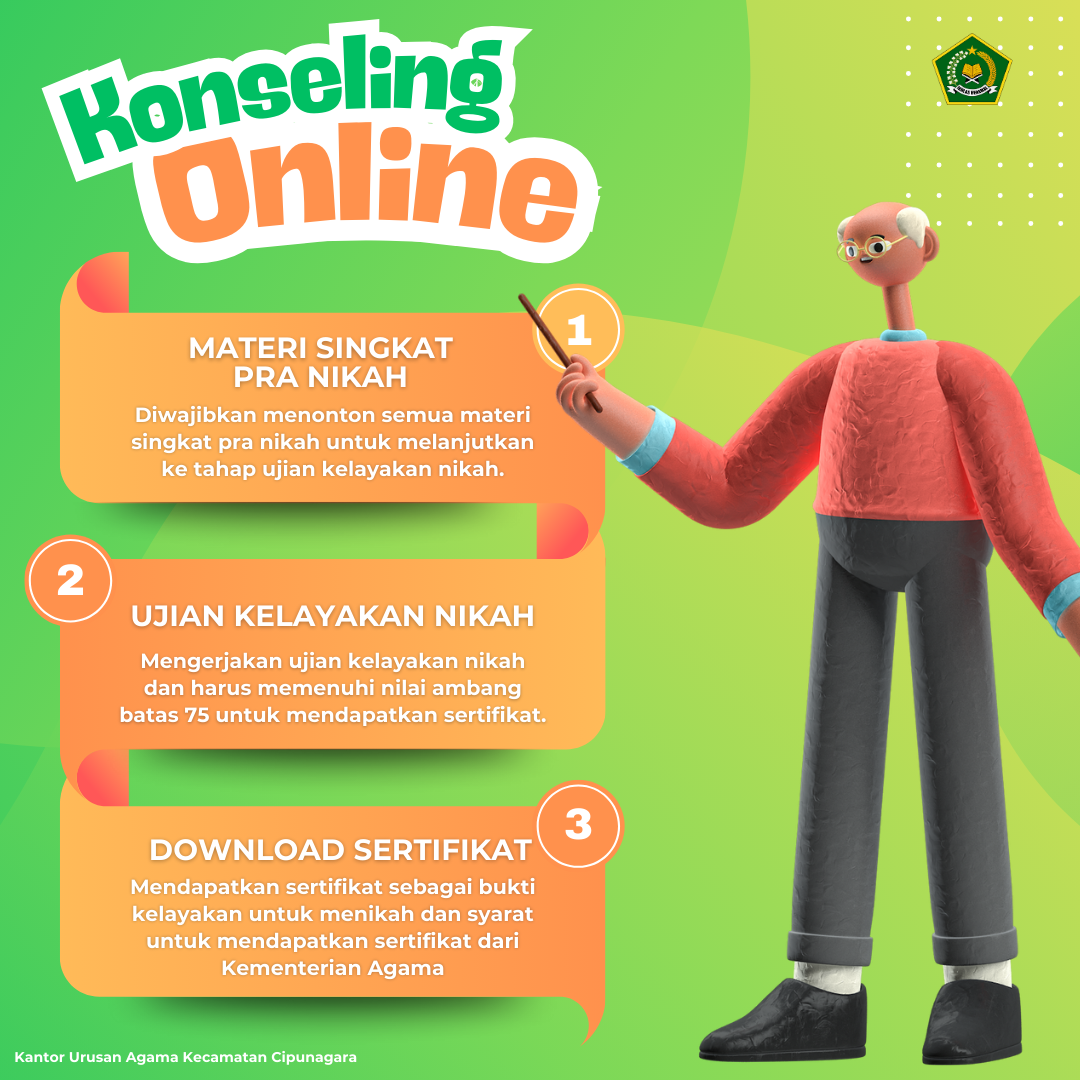 Konseling
Online
1
MATERI SINGKAT
PRA NIKAH
Diwajibkan menonton semua materi
singkat pra nikah untuk melanjutkan
ke tahap ujian kelayakan nikah.
2
UJIAN KELAYAKAN NIKAH
Mengerjakan ujian kelayakan nikah
dan harus memenuhi nilai ambang
batas 75 untuk mendapatkan sertifikat.
3
DOWNLOAD SERTIFIKAT
Mendapatkan sertifikat sebagai bukti
kelayakan untuk menikah dan syarat
untuk mendapatkan sertifikat dari
Kementerian Agama
Kantor Urusan Agama Kecamatan Cipunagara